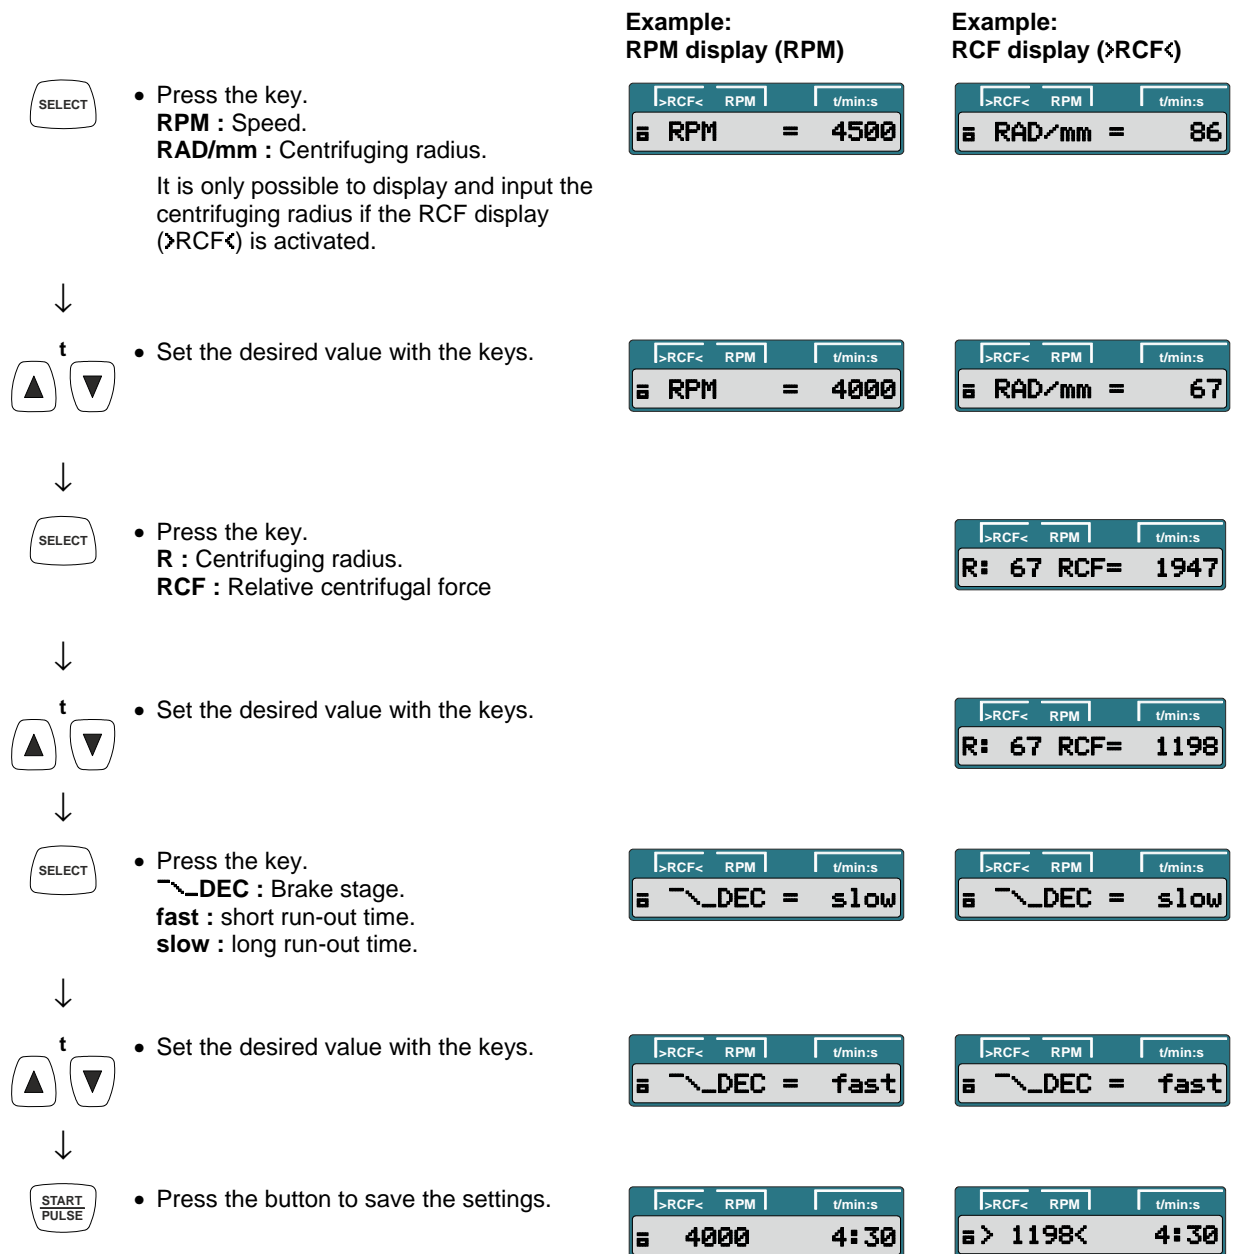 Example:
RPM display (RPM)
Example:
RCF display (>RCF<)
SELECT
• Press the key.
RPM : Speed.
RAD/mm : Centrifuging radius.
It is only possible to display and input the
centrifuging radius if the RCF display
(>RCF<) is activated.
>RCF< RPM t/min:s
RPM = 4500
>RCF< RPM t/min:s
RAD/mm = 86
↓
t
▲ ▼
• Set the desired value with the keys.
>RCF< RPM t/min:s
RPM = 4000
>RCF< RPM t/min:s
RAD/mm = 67
↓
SELECT
• Press the key.
R : Centrifuging radius.
RCF : Relative centrifugal force
>RCF< RPM t/min:s
R: 67 RCF= 1947
↓
t
▲ ▼
• Set the desired value with the keys.
>RCF< RPM t/min:s
R: 67 RCF= 1198
↓
SELECT
• Press the key.
‾\_DEC : Brake stage.
fast : short run-out time.
slow : long run-out time.
>RCF< RPM t/min:s
‾\_DEC = slow
>RCF< RPM t/min:s
‾\_DEC = slow
↓
t
▲ ▼
• Set the desired value with the keys.
>RCF< RPM t/min:s
‾\_DEC = fast
>RCF< RPM t/min:s
‾\_DEC = fast
↓
START
PULSE
• Press the button to save the settings.
>RCF< RPM t/min:s
4000 4:30
>RCF< RPM t/min:s
> 1198< 4:30